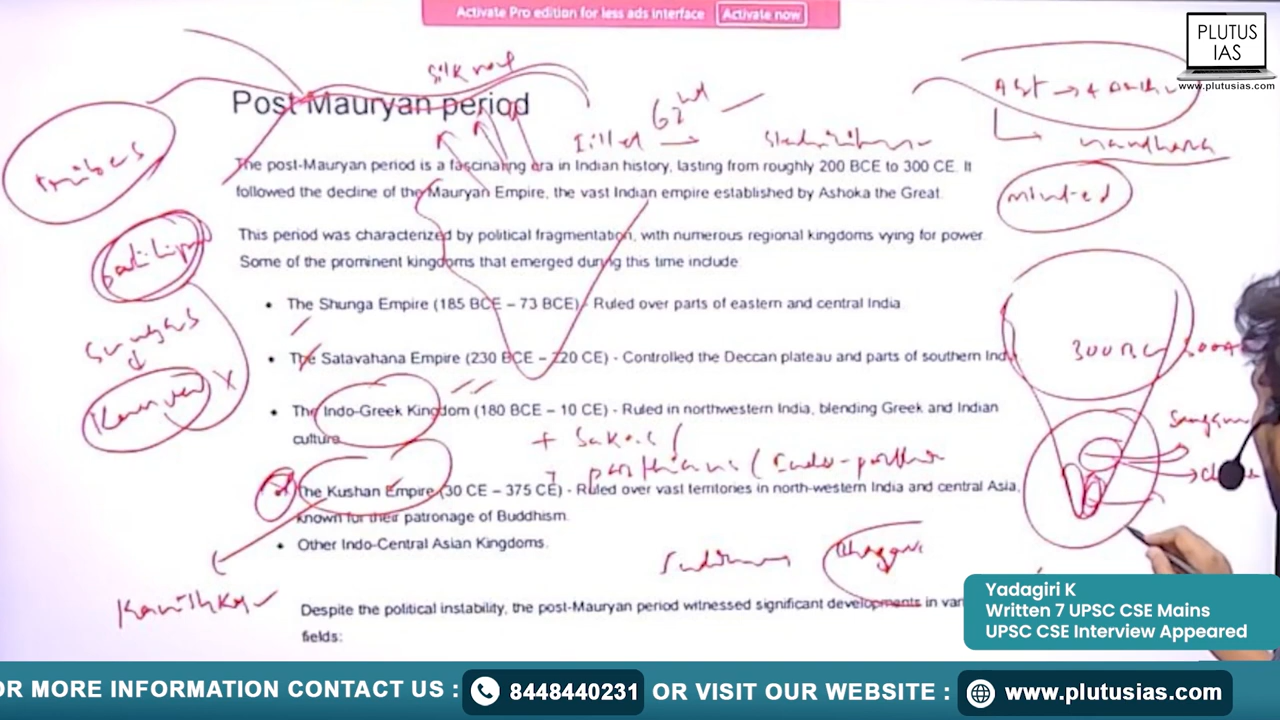 Activate Pro edition for less ads interface Activate now
PLUTUS
IAS
www.plutusias.com
Silk
Post Mauryan period
62nd
tribes
The post-Mauryan period is a fascinating era in Indian history, lasting from roughly 200 BCE to 300 CE. It
followed the decline of the Mauryan Empire, the vast Indian empire established by Ashoka the Great.
minted
This period was characterized by political fragmentation, with numerous regional kingdoms vying for power.
Some of the prominent kingdoms that emerged during this time include:
• The Shunga Empire (185 BCE – 73 BCE) - Ruled over parts of eastern and central India.
Sungas
• The Satavahana Empire (230 BCE – 220 CE) - Controlled the Deccan plateau and parts of southern Ind
• The Indo-Greek Kingdom (180 BCE – 10 CE) - Ruled in northwestern India, blending Greek and Indian
culture.
+ Sakas
parthians
• The Kushan Empire (30 CE – 375 CE) - Ruled over vast territories in north-western India and central Asia,
known for their patronage of Buddhism.
• Other Indo-Central Asian Kingdoms.
Kanishka
Despite the political instability, the post-Mauryan period witnessed significant developments in var
fields:
Yadagiri K
Written 7 UPSC CSE Mains
UPSC CSE Interview Appeared
OR MORE INFORMATION CONTACT US : 8448440231 OR VISIT OUR WEBSITE : www.plutusias.com